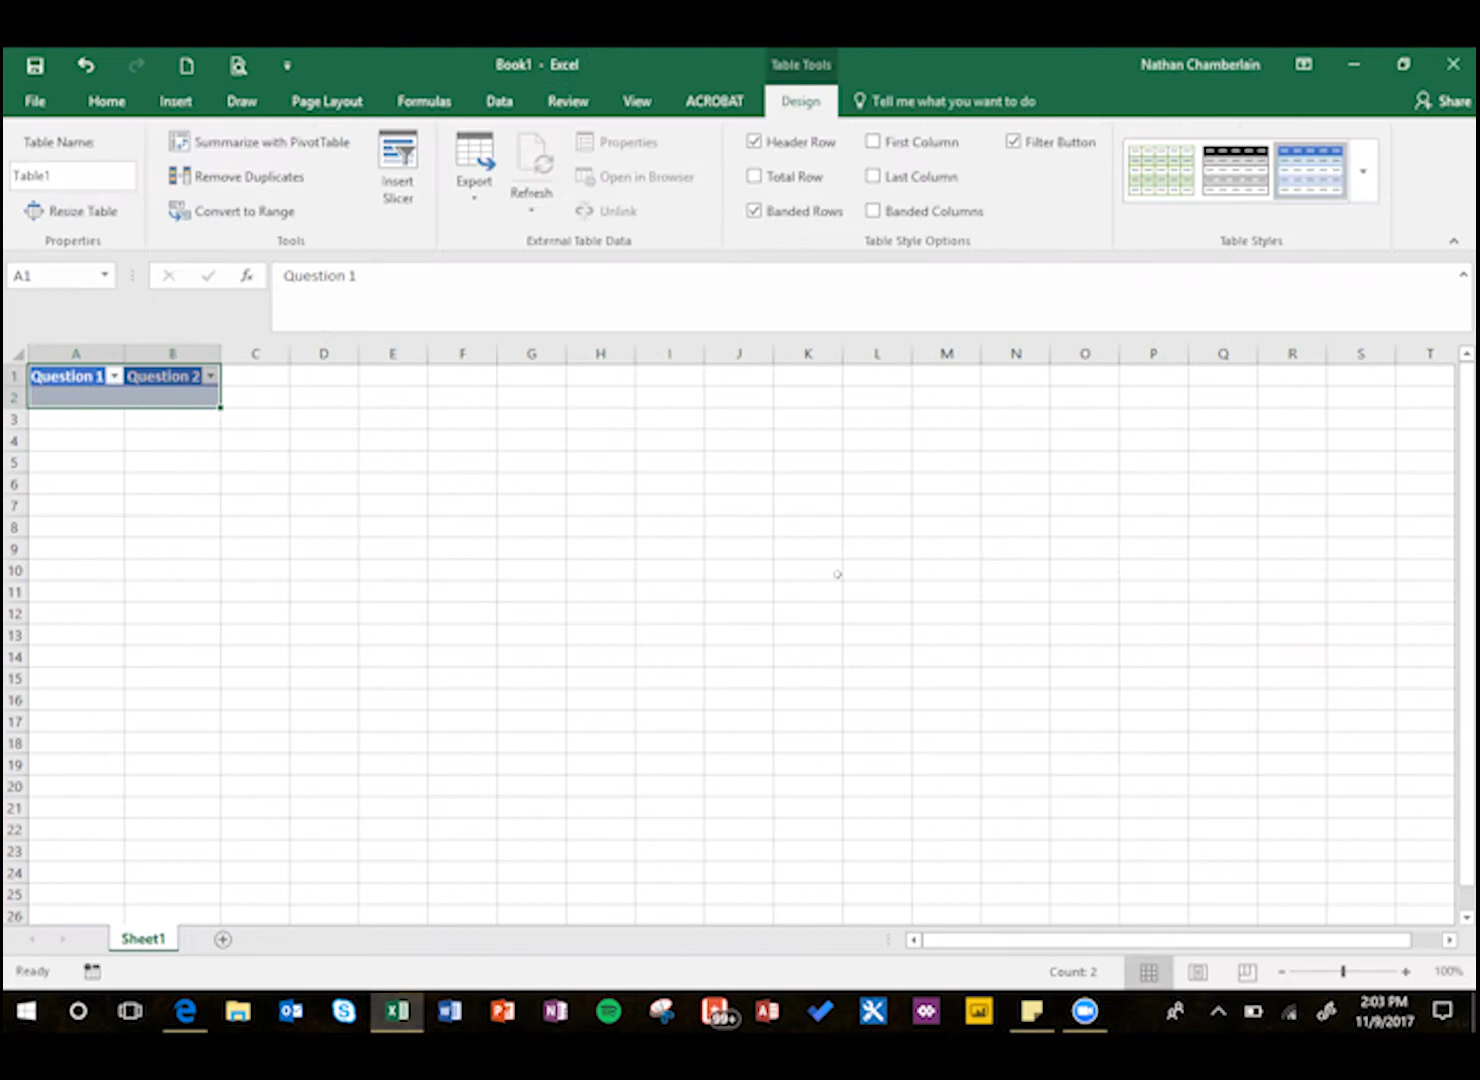 Book1 - Excel
Table Tools
Nathan Chamberlain
File Home Insert Draw Page Layout Formulas Data Review View ACROBAT Design Tell me what you want to do Share
Table Name:
Table1
Resize Table
Properties
Summarize with PivotTable
Remove Duplicates
Convert to Range
Tools
Insert
Slicer
Export
Refresh
Properties
Open in Browser
Unlink
External Table Data
Header Row
Total Row
Banded Rows
First Column
Last Column
Banded Columns
Filter Button
Table Style Options
Table Styles
A1
fx
Question 1
A B C D E F G H I J K L M N O P Q R S T
1 Question 1 Question 2
2
3
4
5
6
7
8
9
10
11
12
13
14
15
16
17
18
19
20
21
22
23
24
25
26
Sheet1
Ready
Count: 2
100%
99+
2:03 PM
11/9/2017